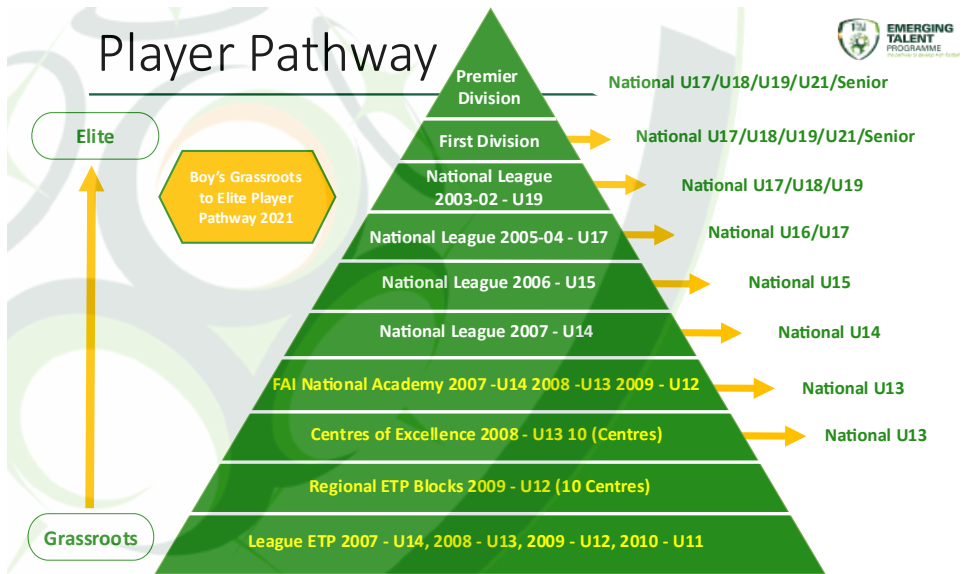 Player Pathway
EMERGING
TALENT
PROGRAMME
Premier
Division
National U17/U18/U19/U21/Senior
Elite
First Division
National U17/U18/U19/U21/Senior
Boy's Grassroots
to Elite Player
Pathway 2021
National League
2003-02 - U19
National U17/U18/U19
National League 2005-04 - U17
National U16/U17
National League 2006 - U15
National U15
National League 2007 - U14
National U14
FAI National Academy 2007 -U14 2008 -U13 2009 - U12
National U13
Centres of Excellence 2008 - U13 10 (Centres)
National U13
Regional ETP Blocks 2009 - U12 (10 Centres)
Grassroots
League ETP 2007 - U14, 2008 - U13, 2009 - U12, 2010 - U11